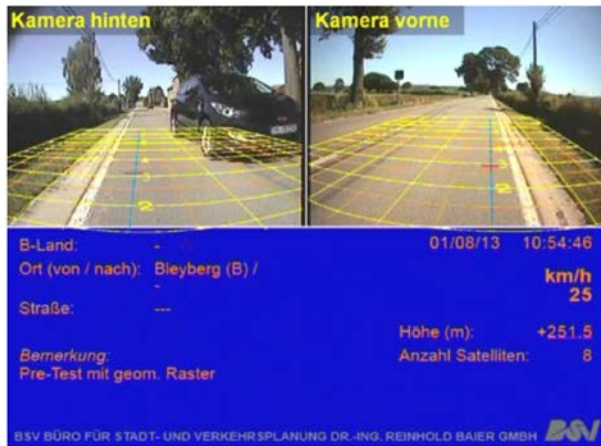 Kamera hinten
Kamera vorne
B-Land: -
01/08/13 10:54:46
Ort (von / nach): Bleyberg (B) /
-
km/h
25
Straße: ---
Höhe (m): +251.5
Bemerkung:
Anzahl Satelliten: 8
Pre-Test mit geom. Raster
BSV BÜRO FÜR STADT- UND VERKEHRSPLANUNG DR.-ING. REINHOLD BAIER GMBH BSV